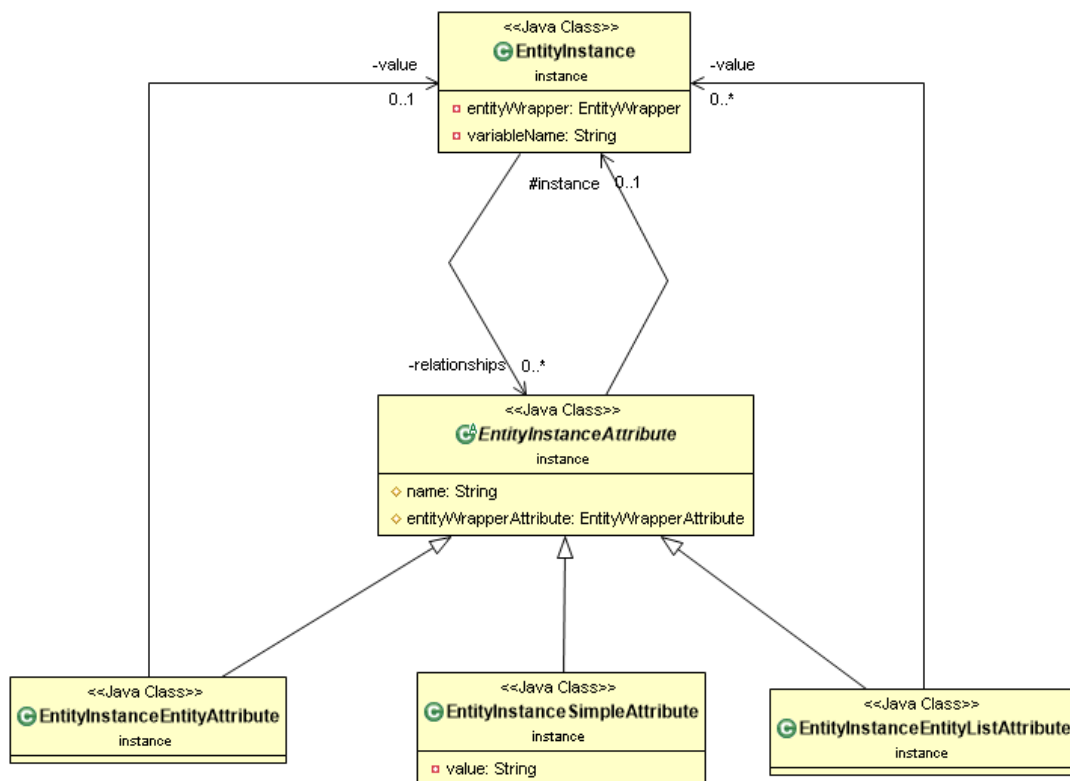 <<Java Class>>
EntityInstance
instance
entityWrapper: EntityWrapper
variableName: String
-value
0..1
-value
0..*
#instance 0..1
-relationships 0..*
<<Java Class>>
EntityInstanceAttribute
instance
name: String
entityWrapperAttribute: EntityWrapperAttribute
<<Java Class>>
EntityInstanceEntityAttribute
instance
<<Java Class>>
EntityInstanceSimpleAttribute
instance
value: String
<<Java Class>>
EntityInstanceEntityListAttribute
instance